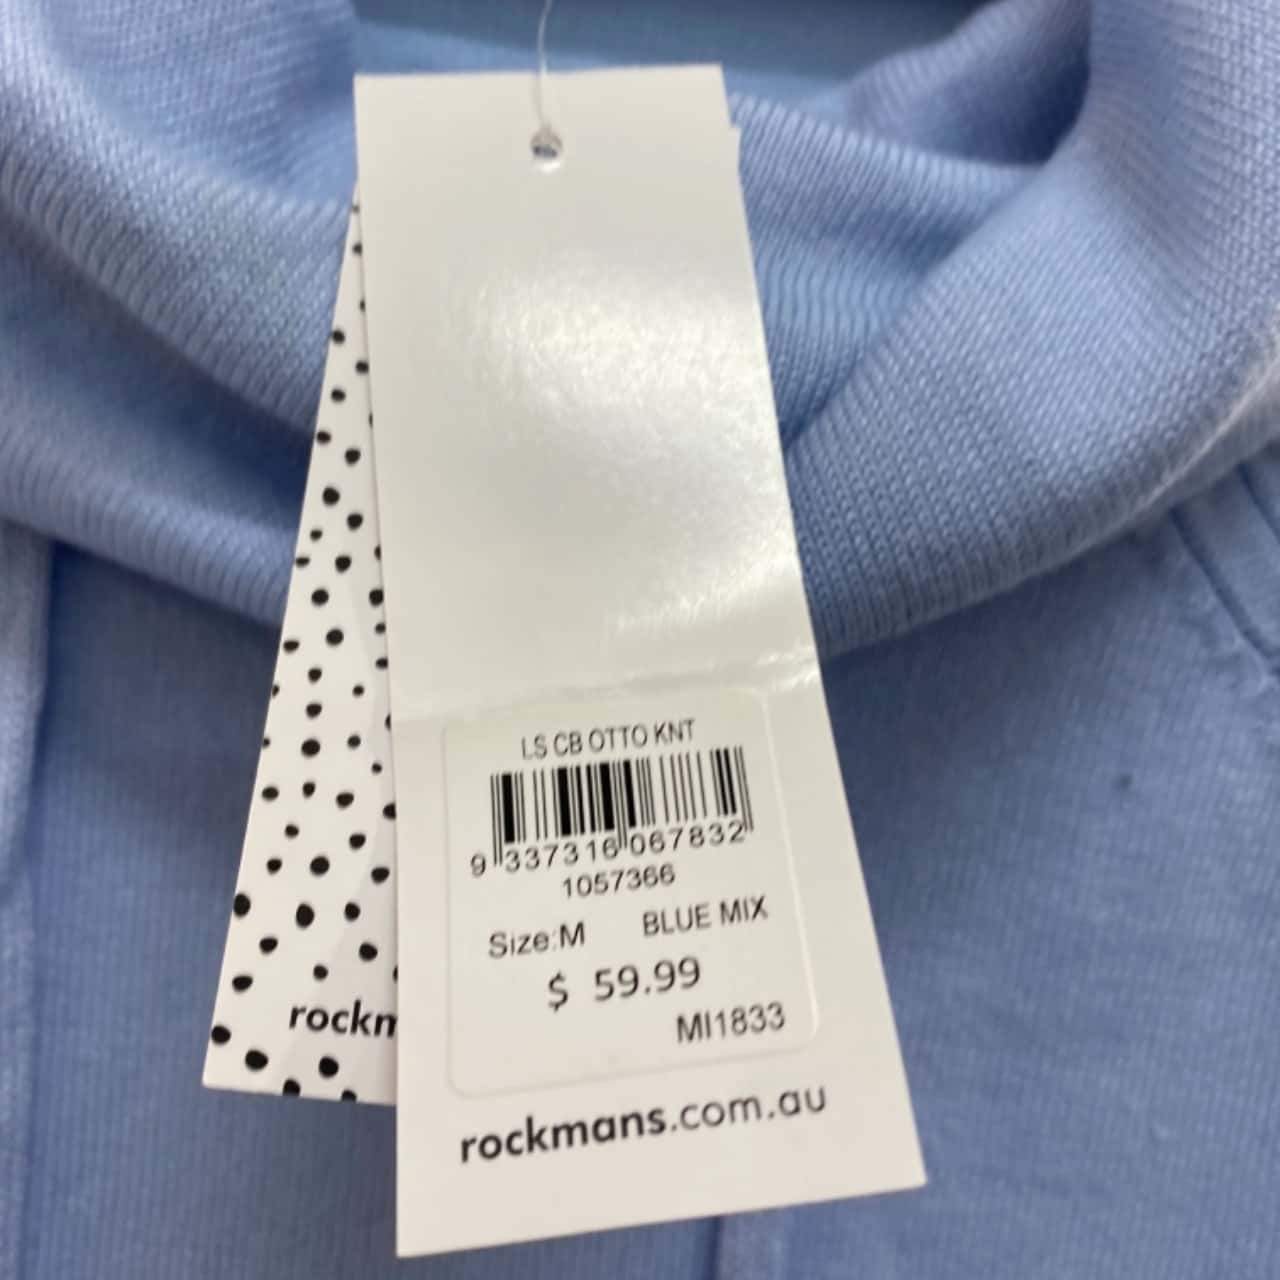 LS CB OTTO KNT
9 337316 067832
1057366
Size:M BLUE MIX
$ 59.99
MI1833
rockmans.com.au
rockm